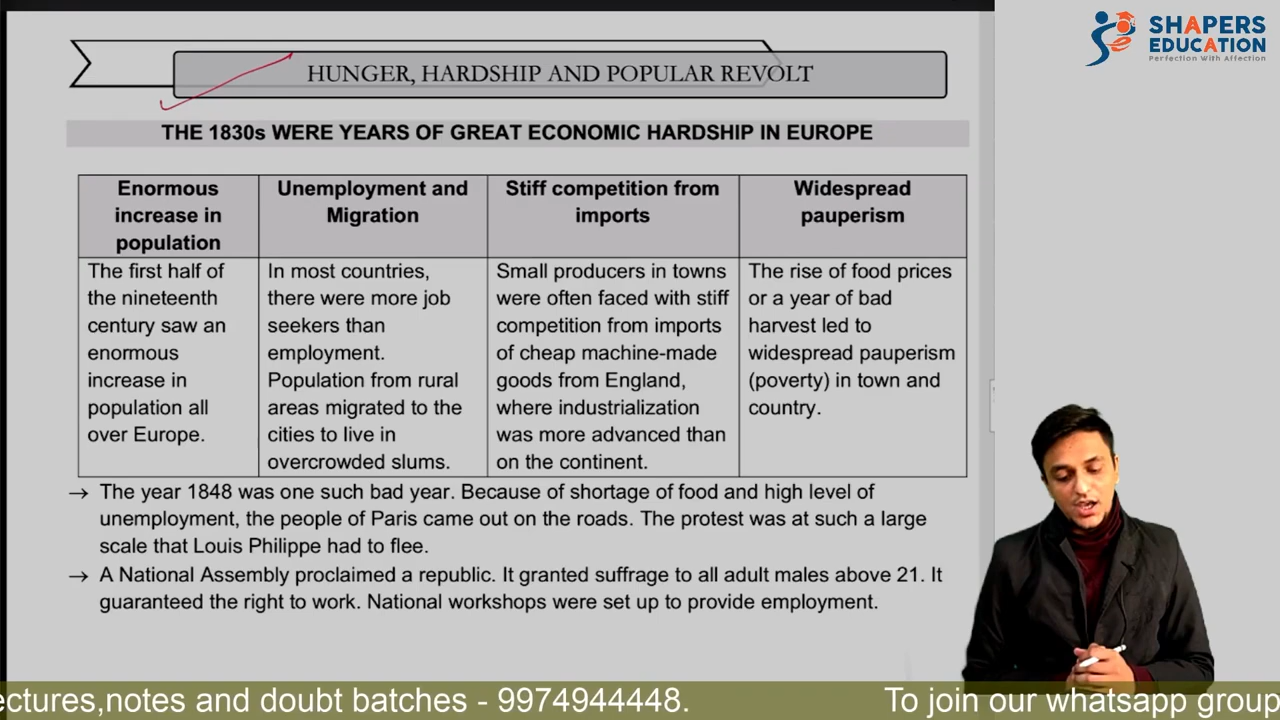 SHAPERS
EDUCATION
Perfection With Affection
HUNGER, HARDSHIP AND POPULAR REVOLT
THE 1830s WERE YEARS OF GREAT ECONOMIC HARDSHIP IN EUROPE
Enormous
increase in
population
The first half of
the nineteenth
century saw an
enormous
increase in
population all
over Europe.
Unemployment and
Migration
In most countries,
there were more job
seekers than
employment.
Population from rural
areas migrated to the
cities to live in
overcrowded slums.
Stiff competition from
imports
Small producers in towns
were often faced with stiff
competition from imports
of cheap machine-made
goods from England,
where industrialization
was more advanced than
on the continent.
Widespread
pauperism
The rise of food prices
or a year of bad
harvest led to
widespread pauperism
(poverty) in town and
country.
→ The year 1848 was one such bad year. Because of shortage of food and high level of
unemployment, the people of Paris came out on the roads. The protest was at such a large
scale that Louis Philippe had to flee.
→ A National Assembly proclaimed a republic. It granted suffrage to all adult males above 21. It
guaranteed the right to work. National workshops were set up to provide employment.
ectures,notes and doubt batches - 9974944448. To join our whatsapp group